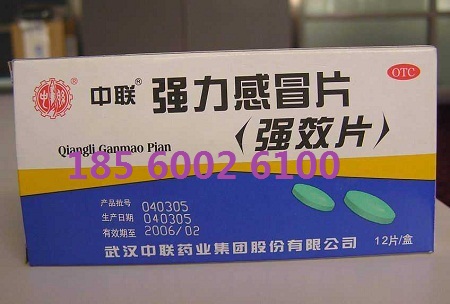 中联® 强力感冒片
OTC
〈强效片〉
Qiangli Ganmao Pian
185 6002 6100
产品批号 040305
生产日期 040305
有效期至 2006/02
武汉中联药业集团股份有限公司
12片/盒